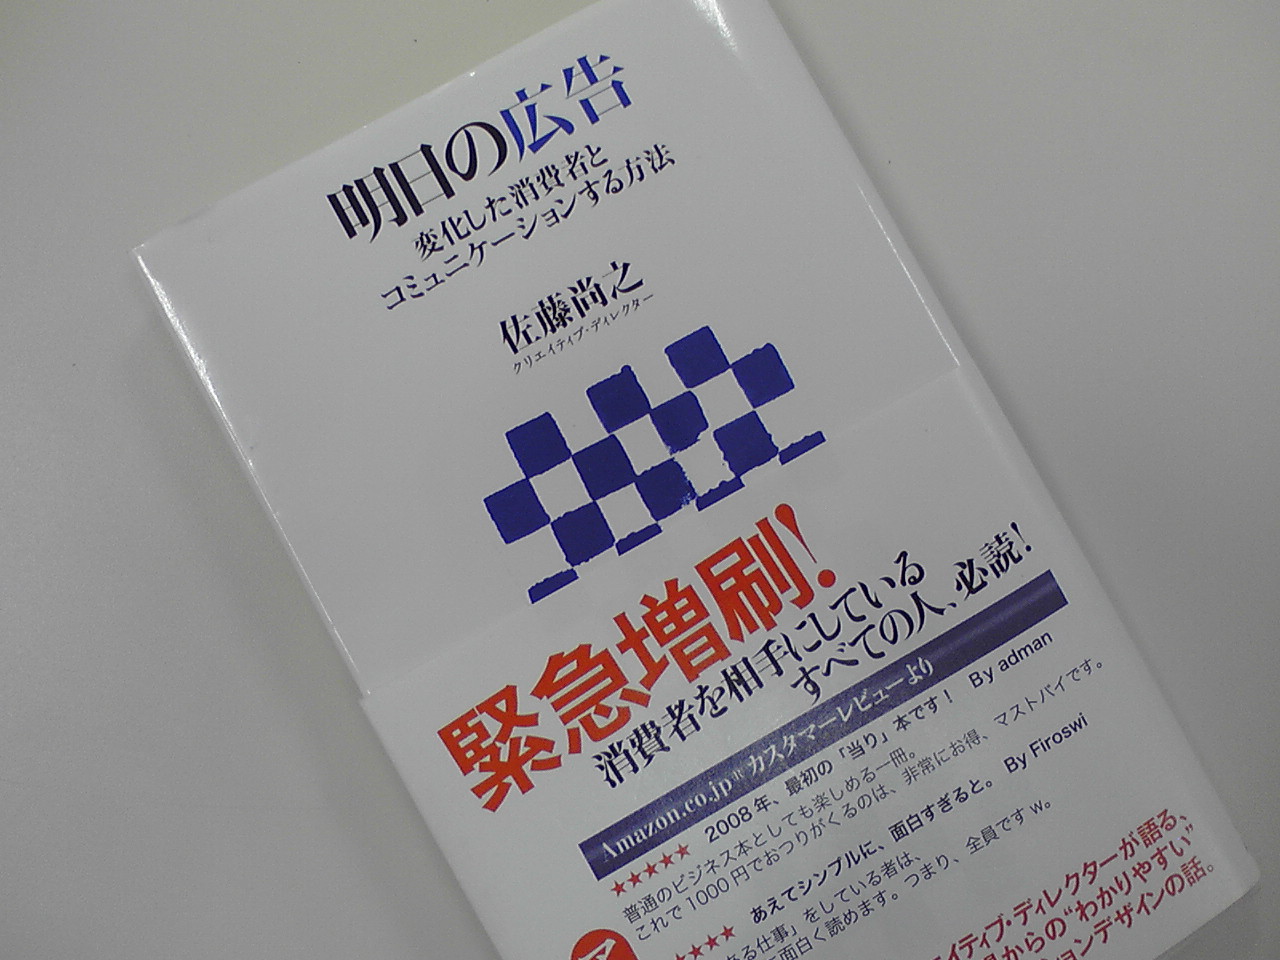 明日の広告
変化した消費者と
コミュニケーションする方法
佐藤尚之
クリエイティブ・ディレクター
緊急増刷!
消費者を相手にしている
すべての人、必読!
Amazon.co.jp カスタマーレビューより
★★★★★ 2008年、最初の「当り」本です! By adman
普通のビジネス本としても楽しめる一冊。
これで1000円でおつりがくるのは、非常にお得、マストバイです。
★★★★ あえてシンプルに、面白すぎると。 By Firoswi
る仕事」をしている者は、
に面白く読めます。つまり、全員ですw。
イティブ・ディレクターが語る、
からの“わかりやすい”
ションデザインの話。